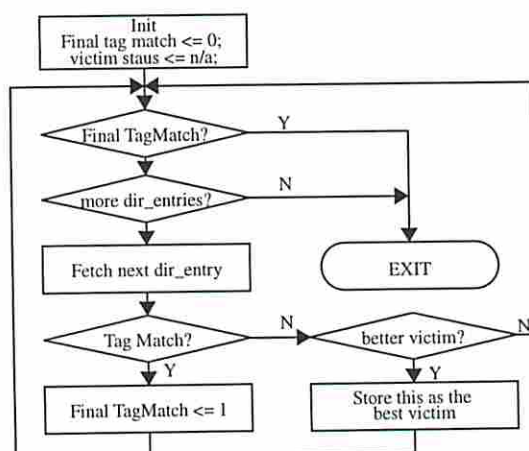 Init
Final tag match <= 0;
victim staus <= n/a;
Final TagMatch?
Y
more dir_entries?
N
Fetch next dir_entry
EXIT
Tag Match?
N
better victim?
N
Y
Y
Final TagMatch <= 1
Store this as the
best victim